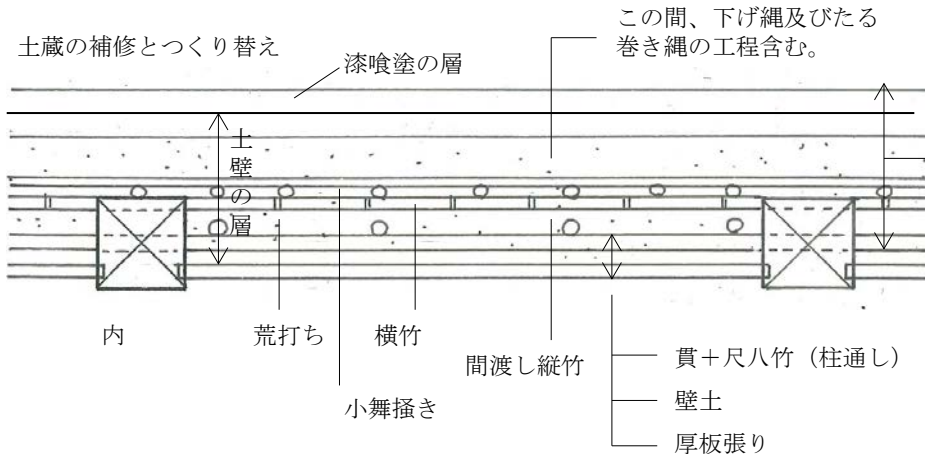 土蔵の補修とつくり替え
この間、下げ縄及びたる
巻き縄の工程含む。
漆喰塗の層
土壁の層
内
荒打ち
横竹
間渡し縦竹
小舞掻き
貫＋尺八竹（柱通し）
壁土
厚板張り